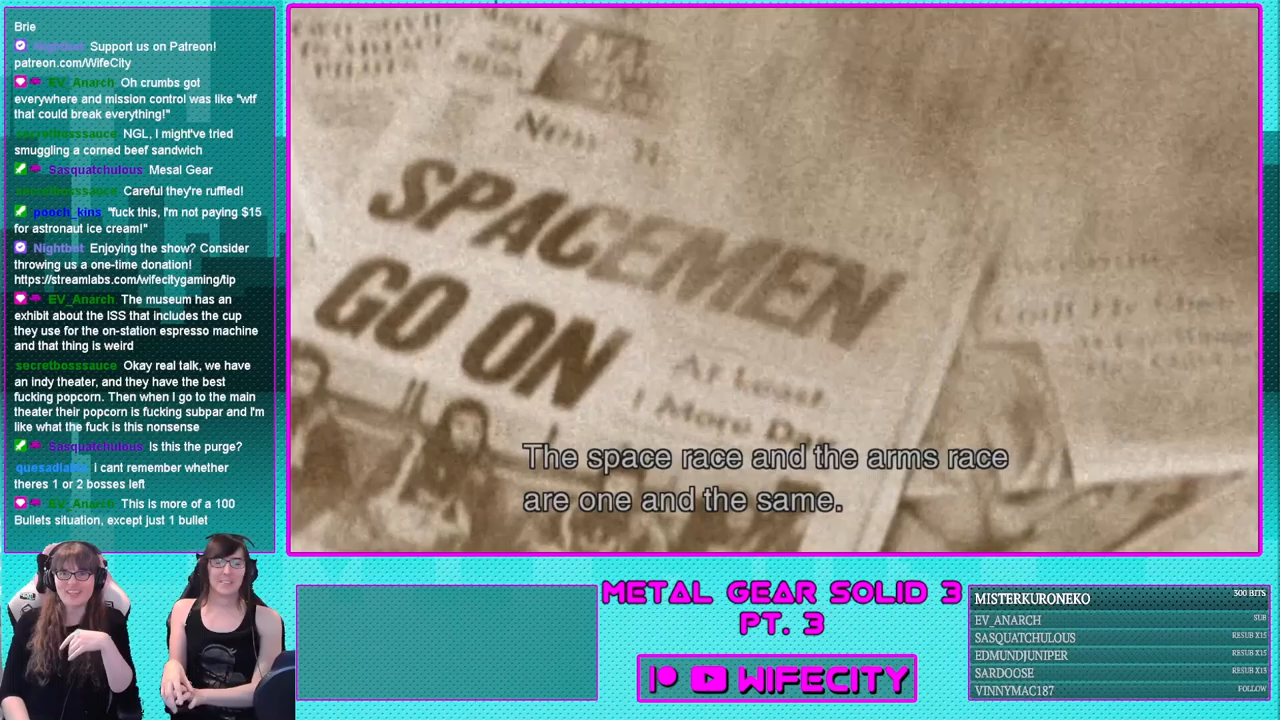 Brie
Nightbot Support us on Patreon!
patreon.com/WifeCity
EV_Anarch Oh crumbs got
everywhere and mission control was like "wtf
that could break everything!"
secretbosssauce NGL, I might've tried
smuggling a corned beef sandwich
Sasquatchulous Mesal Gear
secretbosssauce Careful they're ruffled!
pooch_kins "fuck this, I'm not paying $15
for astronaut ice cream!"
Nightbot Enjoying the show? Consider
throwing us a one-time donation!
https://streamlabs.com/wifecitygaming/tip
EV_Anarch The museum has an
exhibit about the ISS that includes the cup
they use for the on-station espresso machine
and that thing is weird
secretbosssauce Okay real talk, we have
an indy theater, and they have the best
fucking popcorn. Then when I go to the main
theater their popcorn is fucking subpar and I'm
like what the fuck is this nonsense
Sasquatchulous Is this the purge?
i cant remember whether
theres 1 or 2 bosses left
EV_Anarch This is more of a 100
Bullets situation, except just 1 bullet
SPACEMEN
GO ON
At Least
1 More Da
The space race and the arms race
are one and the same.
METAL GEAR SOLID 3
PT. 3
WIFECITY
MISTERKURONEKO 300 BITS
EV_ANARCH SUB
SASQUATCHULOUS RESUB X15
EDMUNDJUNIPER RESUB X15
SARDOOSE RESUB X13
VINNYMAC187 FOLLOW